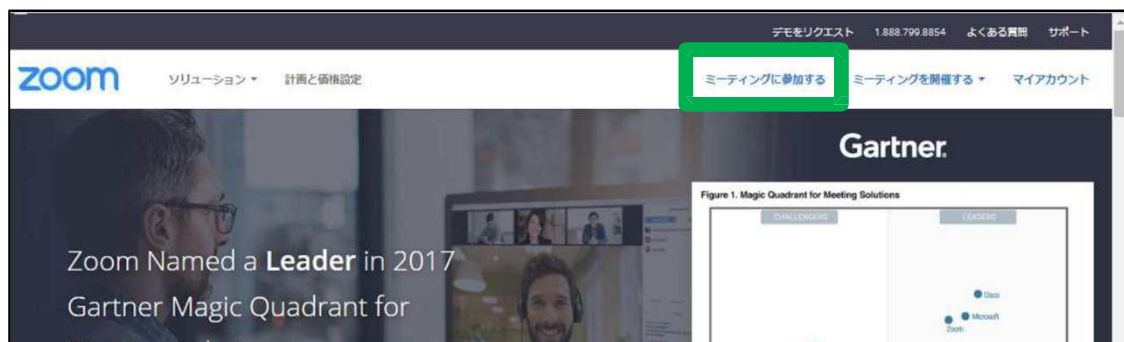 デモをリクエスト 1.888.799.8854 よくある質問 サポート
zoom ソリューション 計画と価格設定 ミーティングに参加する ミーティングを開催する マイアカウント
Gartner
Figure 1. Magic Quadrant for Meeting Solutions
CHALLENGERS LEADERS
Zoom Named a Leader in 2017
Gartner Magic Quadrant for
Cisco
Microsoft
Zoom